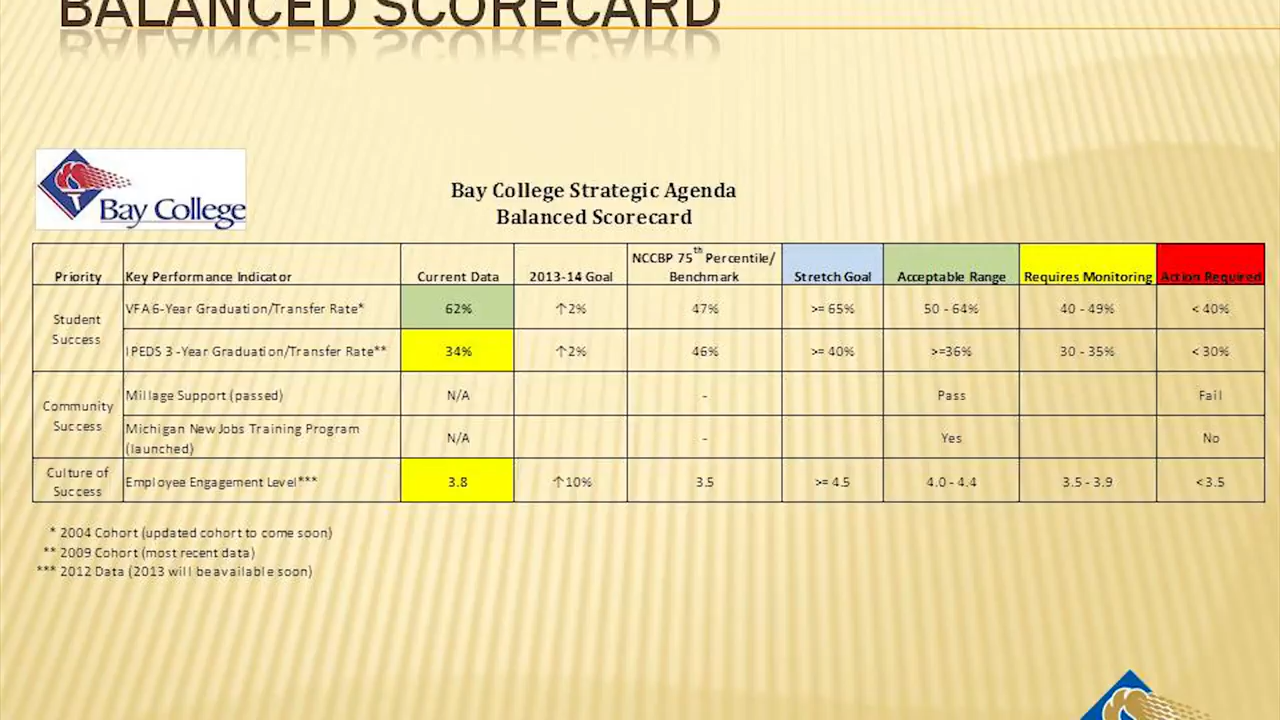 BALANCED SCORECARD
Bay College
Bay College Strategic Agenda
Balanced Scorecard
Priority Key Performance Indicator Current Data 2013-14 Goal NCCBP 75th Percentile/ Benchmark Stretch Goal Acceptable Range Requires Monitoring Action Required
Student Success VFA 6-Year Graduation/Transfer Rate* 62% ↑2% 47% >= 65% 50 - 64% 40 - 49% < 40%
IPEDS 3 -Year Graduation/Transfer Rate** 34% ↑2% 46% >= 40% >=36% 30 - 35% < 30%
Community Success Millage Support (passed) N/A - Pass Fail
Michigan New Jobs Training Program (launched) N/A - Yes No
Culture of Success Employee Engagement Level*** 3.8 ↑10% 3.5 >= 4.5 4.0 - 4.4 3.5 - 3.9 <3.5
* 2004 Cohort (updated cohort to come soon)
** 2009 Cohort (most recent data)
*** 2012 Data (2013 will be available soon)